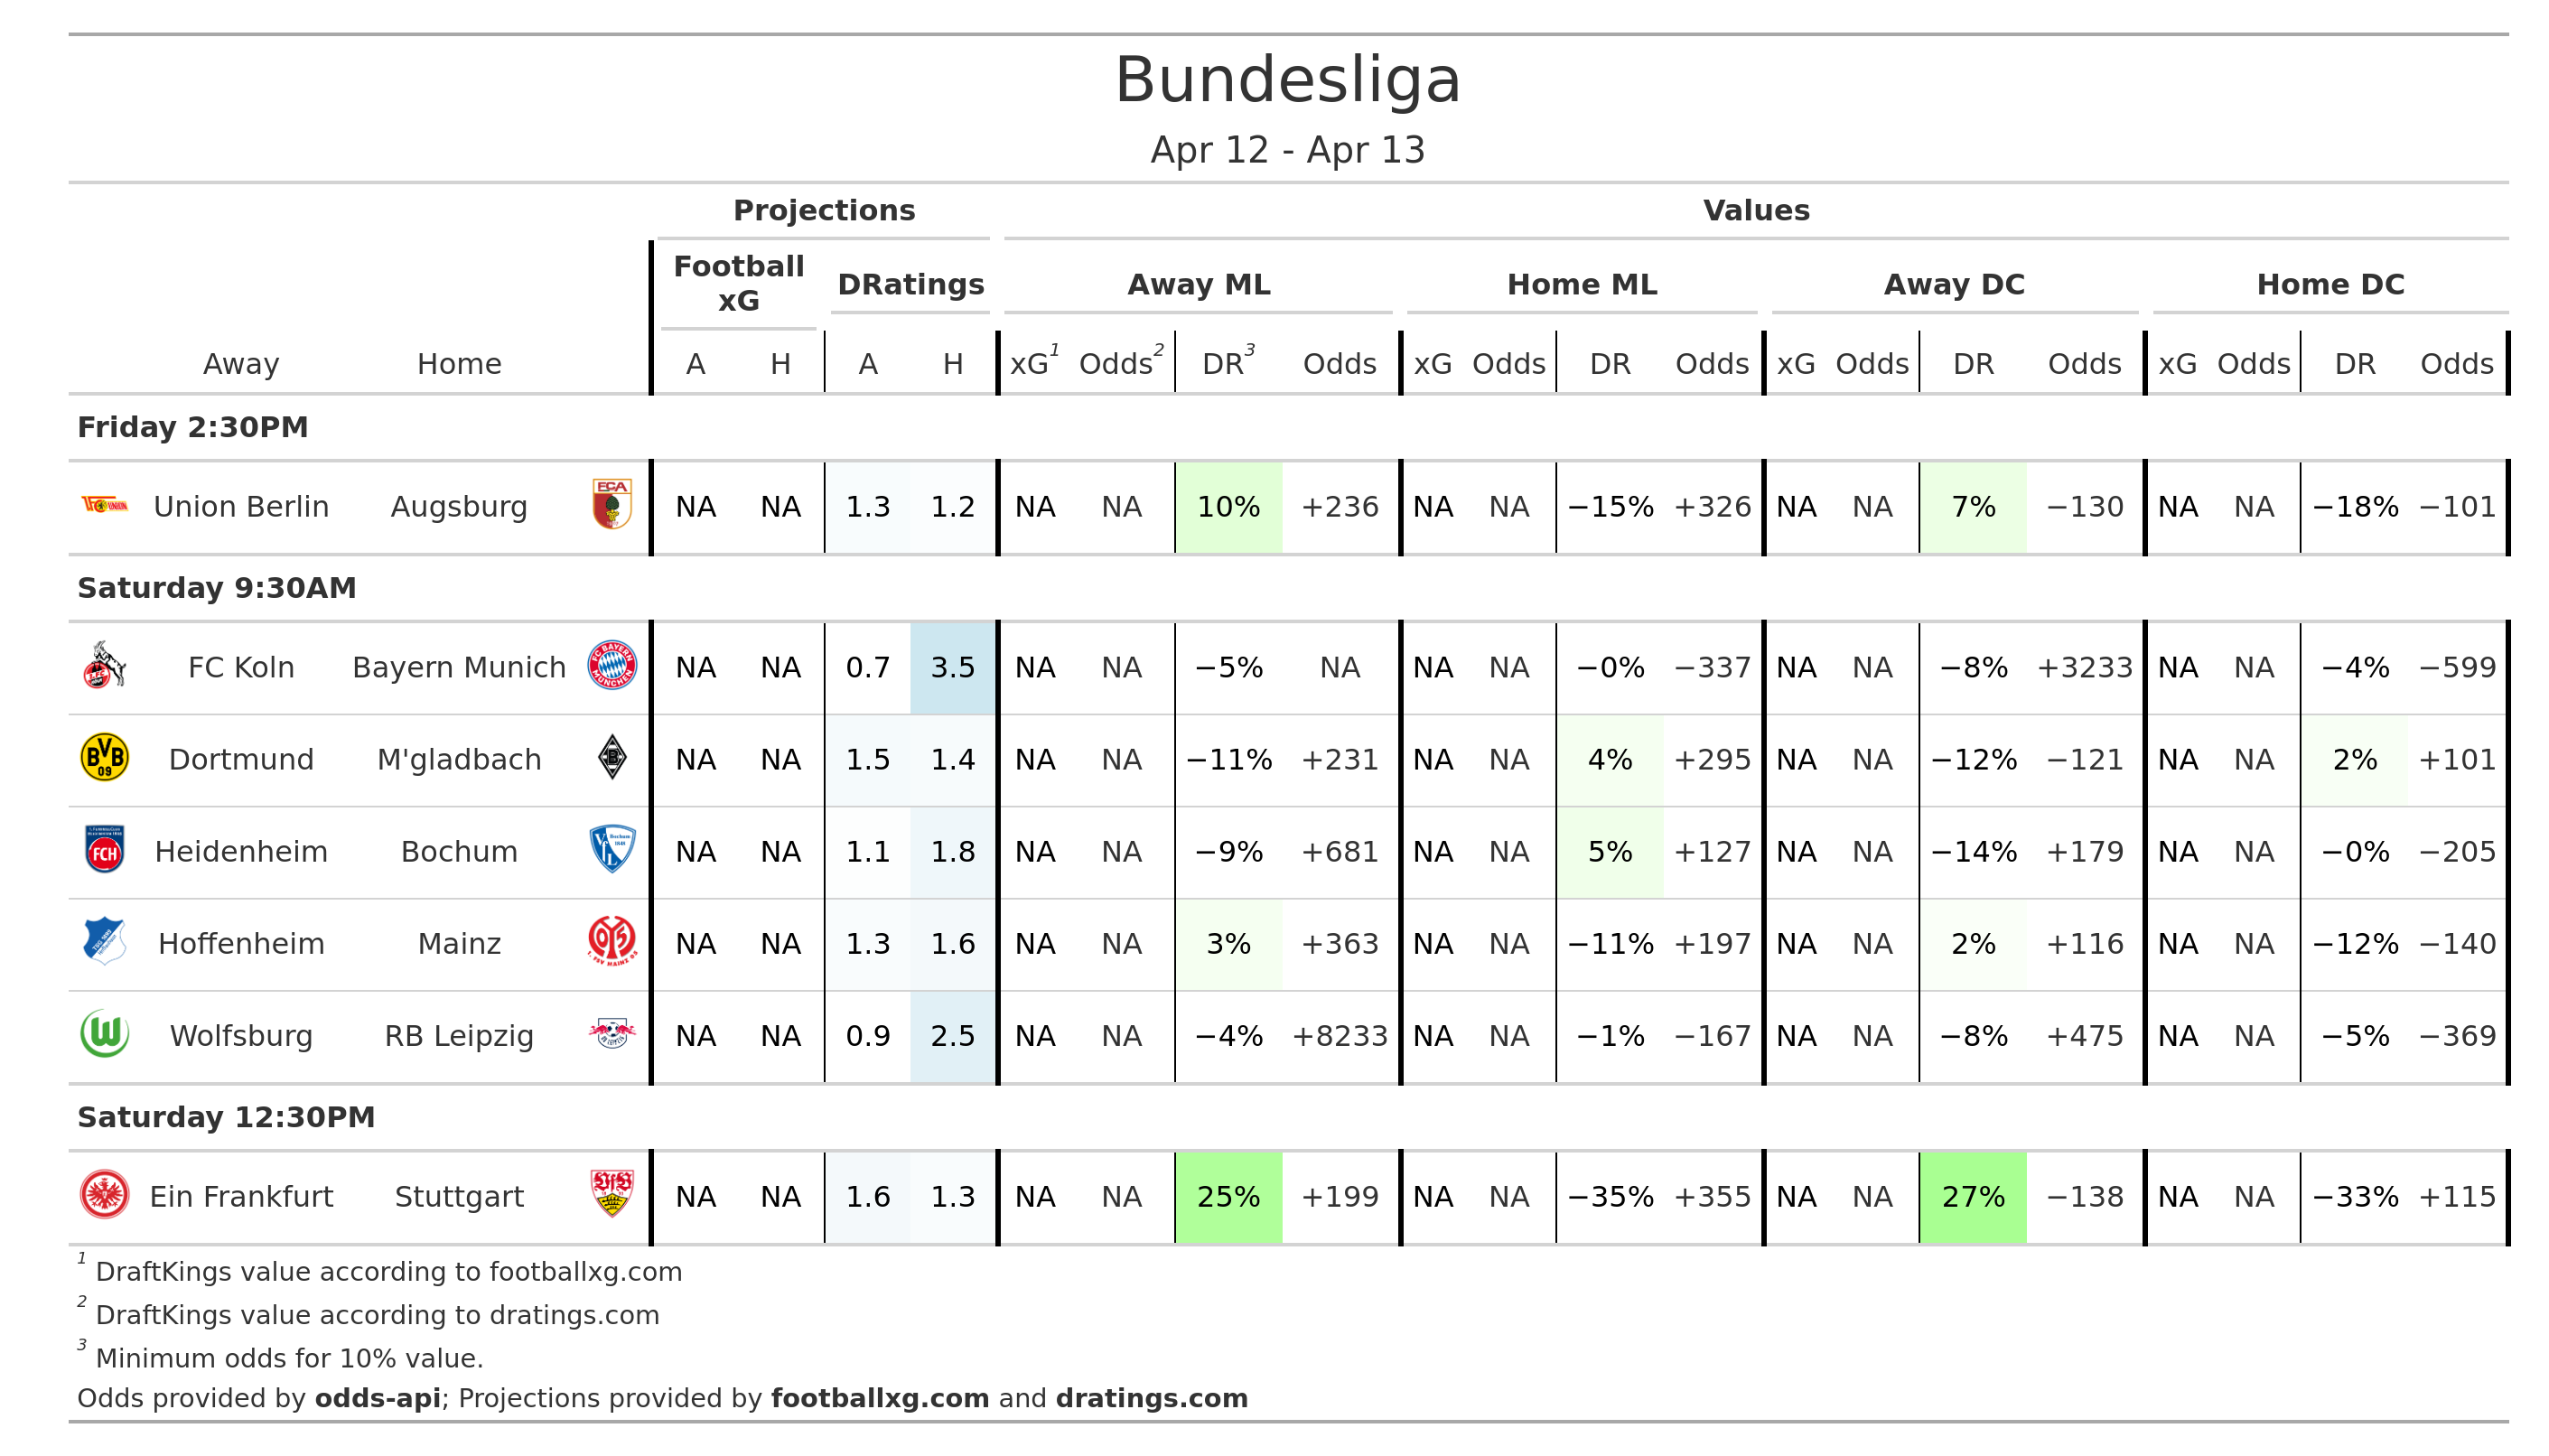 Bundesliga
Apr 12 - Apr 13
Projections Values
Football xG DRatings Away ML Home ML Away DC Home DC
Away Home A H A H xG1 Odds2 DR3 Odds xG Odds DR Odds xG Odds DR Odds xG Odds DR Odds
Friday 2:30PM
Union Berlin Augsburg NA NA 1.3 1.2 NA NA 10% +236 NA NA −15% +326 NA NA 7% −130 NA NA −18% −101
Saturday 9:30AM
FC Koln Bayern Munich NA NA 0.7 3.5 NA NA −5% NA NA NA −0% −337 NA NA −8% +3233 NA NA −4% −599
Dortmund M'gladbach NA NA 1.5 1.4 NA NA −11% +231 NA NA 4% +295 NA NA −12% −121 NA NA 2% +101
Heidenheim Bochum NA NA 1.1 1.8 NA NA −9% +681 NA NA 5% +127 NA NA −14% +179 NA NA −0% −205
Hoffenheim Mainz NA NA 1.3 1.6 NA NA 3% +363 NA NA −11% +197 NA NA 2% +116 NA NA −12% −140
Wolfsburg RB Leipzig NA NA 0.9 2.5 NA NA −4% +8233 NA NA −1% −167 NA NA −8% +475 NA NA −5% −369
Saturday 12:30PM
Ein Frankfurt Stuttgart NA NA 1.6 1.3 NA NA 25% +199 NA NA −35% +355 NA NA 27% −138 NA NA −33% +115
1 DraftKings value according to footballxg.com
2 DraftKings value according to dratings.com
3 Minimum odds for 10% value.
Odds provided by odds-api; Projections provided by footballxg.com and dratings.com